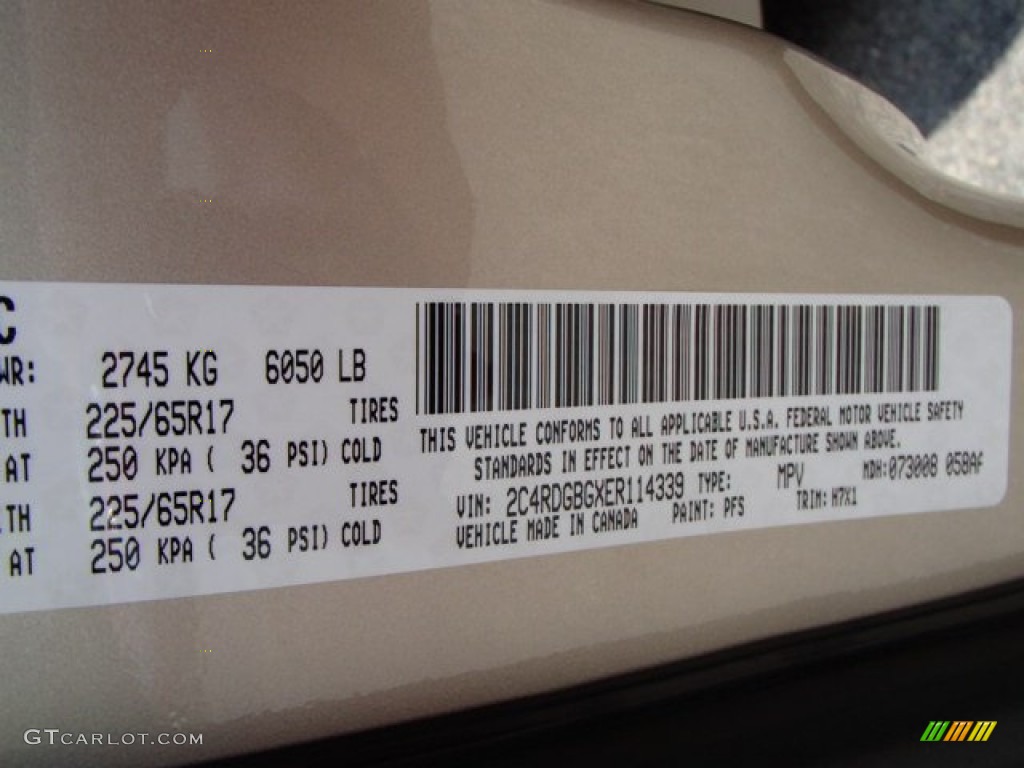 C
WR: 2745 KG 6050 LB
TH 225/65R17 TIRES
AT 250 KPA ( 36 PSI) COLD
TH 225/65R17 TIRES
AT 250 KPA ( 36 PSI) COLD
THIS VEHICLE CONFORMS TO ALL APPLICABLE U.S.A. FEDERAL MOTOR VEHICLE SAFETY
STANDARDS IN EFFECT ON THE DATE OF MANUFACTURE SHOWN ABOVE.
VIN: 2C4RDGBGXER114339 TYPE: MPV MDH:073008 058AF
VEHICLE MADE IN CANADA PAINT: PFS TRIM: H7X1
GTCARLOT.COM